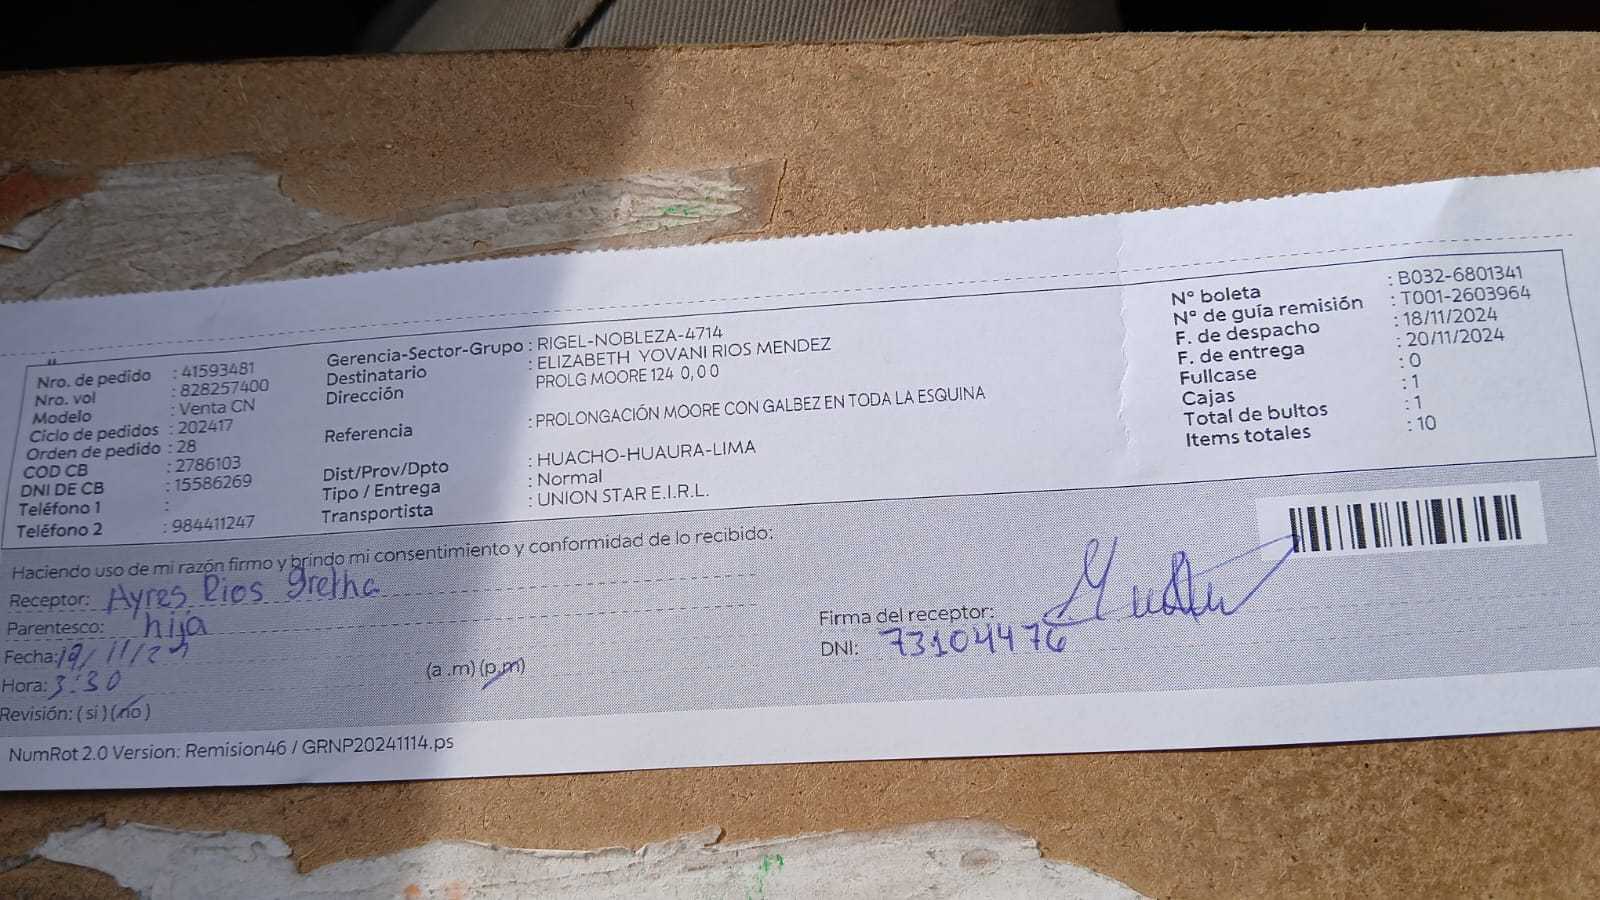 Nro. de pedido : 41593481
Nro. vol : 828257400
Modelo : Venta CN
Ciclo de pedidos : 202417
Orden de pedido : 28
COD CB : 2786103
DNI DE CB : 15586269
Teléfono 1 :
Teléfono 2 : 984411247
Gerencia-Sector-Grupo : RIGEL-NOBLEZA-4714
Destinatario : ELIZABETH YOVANI RIOS MENDEZ
Dirección PROLG MOORE 124 0, 0 0
Referencia : PROLONGACIÓN MOORE CON GALBEZ EN TODA LA ESQUINA
Dist/Prov/Dpto : HUACHO-HUAURA-LIMA
Tipo / Entrega : Normal
Transportista : UNION STAR E.I.R.L.
N° boleta : B032-6801341
N° de guía remisión : T001-2603964
F. de despacho : 18/11/2024
F. de entrega : 20/11/2024
Fullcase : 0
Cajas : 1
Total de bultos : 1
Items totales : 10
Haciendo uso de mi razón firmo y brindo mi consentimiento y conformidad de lo recibido:
Receptor: Ayres Rios Gretha
Parentesco: hija
Fecha: 19/11/24
Hora: 3:30 (a .m) (p.m)
Revisión: ( si ) (no )
Firma del receptor:
DNI: 73104476
NumRot 2.0 Version: Remision46 / GRNP20241114.ps